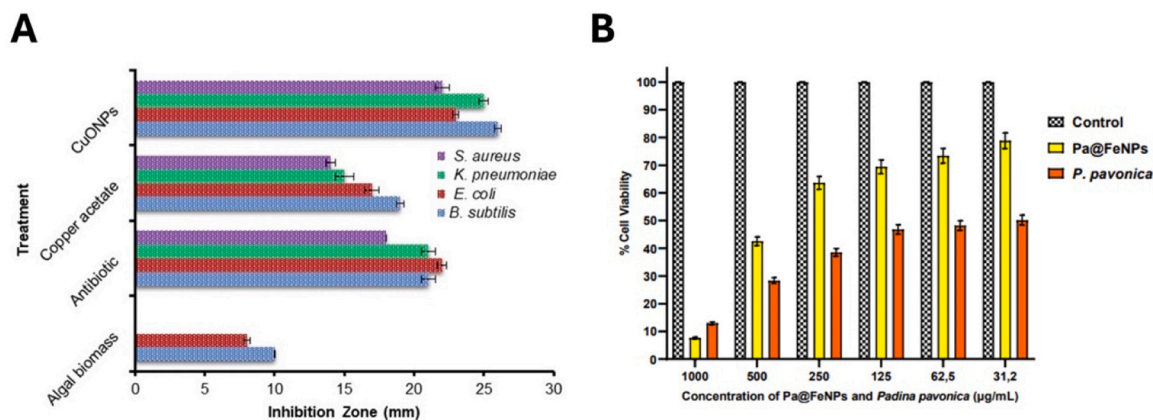 A
Treatment
CuONPs
Copper acetate
Antibiotic
Algal biomass
S. aureus
K. pneumoniae
E. coli
B. subtilis
0 5 10 15 20 25 30
Inhibition Zone (mm)
B
% Cell Viability
100
90
80
70
60
50
40
30
20
10
0
1000 500 250 125 62,5 31,2
Concentration of Pa@FeNPs and Padina pavonica (µg/mL)
Control
Pa@FeNPs
P. pavonica